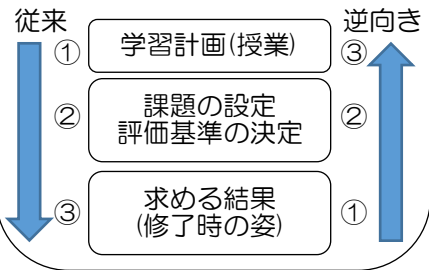 従来
逆向き
① 学習計画(授業) ③
② 課題の設定 ②
評価基準の決定
③ 求める結果 ①
(修了時の姿)